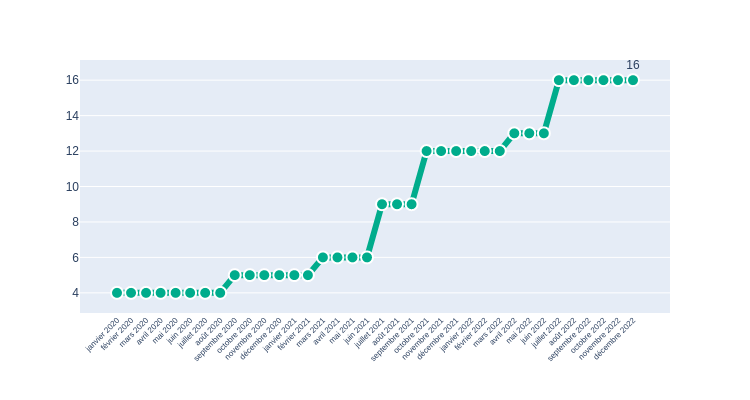 16
16
14
12
10
8
6
4
janvier 2020
février 2020
mars 2020
avril 2020
mai 2020
juin 2020
juillet 2020
août 2020
septembre 2020
octobre 2020
novembre 2020
décembre 2020
janvier 2021
février 2021
mars 2021
avril 2021
mai 2021
juin 2021
juillet 2021
août 2021
septembre 2021
octobre 2021
novembre 2021
décembre 2021
janvier 2022
février 2022
mars 2022
avril 2022
mai 2022
juin 2022
juillet 2022
août 2022
septembre 2022
octobre 2022
novembre 2022
décembre 2022